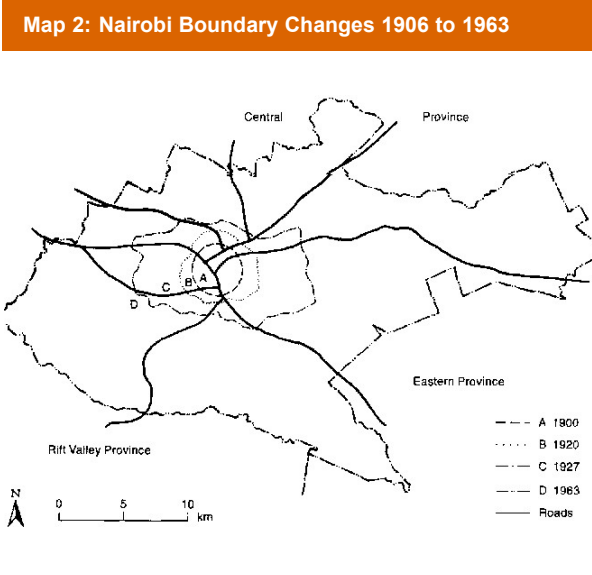 Map 2: Nairobi Boundary Changes 1906 to 1963
Central Province
A
B
C
D
Eastern Province
Rift Valley Province
A 1900
B 1920
C 1927
D 1963
Roads
N
0 5 10
km